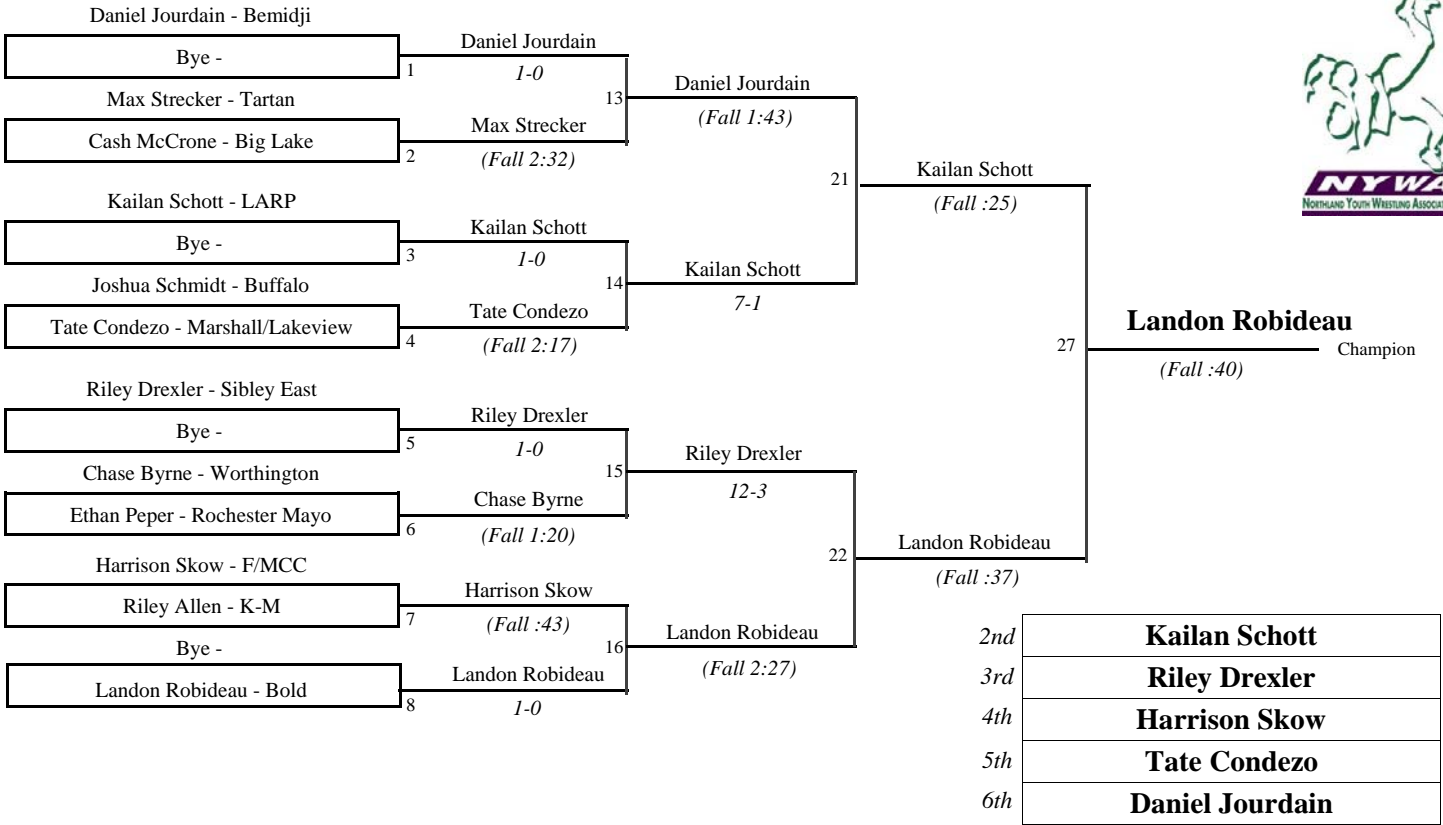 Daniel Jourdain - Bemidji
Bye -
1
Max Strecker - Tartan
Cash McCrone - Big Lake
2
Kailan Schott - LARP
Bye -
3
Joshua Schmidt - Buffalo
Tate Condezo - Marshall/Lakeview
4
Riley Drexler - Sibley East
Bye -
5
Chase Byrne - Worthington
Ethan Peper - Rochester Mayo
6
Harrison Skow - F/MCC
Riley Allen - K-M
7
Bye -
Landon Robideau - Bold
8
Daniel Jourdain
1-0
13
Max Strecker
(Fall 2:32)
Kailan Schott
1-0
14
Tate Condezo
(Fall 2:17)
Riley Drexler
1-0
15
Chase Byrne
(Fall 1:20)
Harrison Skow
(Fall :43)
16
Landon Robideau
1-0
Daniel Jourdain
(Fall 1:43)
21
Kailan Schott
7-1
Riley Drexler
12-3
22
Landon Robideau
(Fall 2:27)
Kailan Schott
(Fall :25)
27
Landon Robideau
(Fall :37)
Landon Robideau
Champion
(Fall :40)
NYWA
NORTHLAND YOUTH WRESTLING
2nd Kailan Schott
3rd Riley Drexler
4th Harrison Skow
5th Tate Condezo
6th Daniel Jourdain